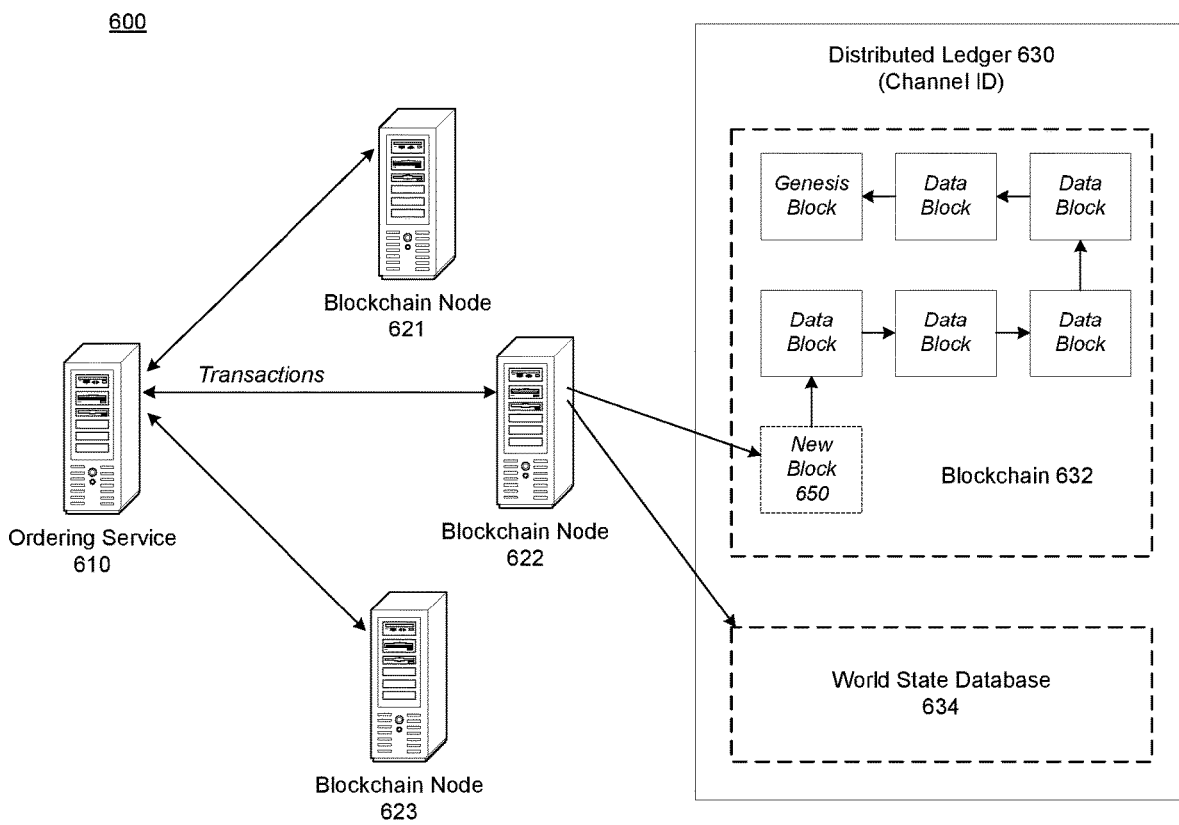 600
Distributed Ledger 630
(Channel ID)
Genesis
Block
Data
Block
Data
Block
Blockchain Node
621
Data
Block
Data
Block
Data
Block
Transactions
New
Block
650
Blockchain 632
Ordering Service
610
Blockchain Node
622
World State Database
634
Blockchain Node
623